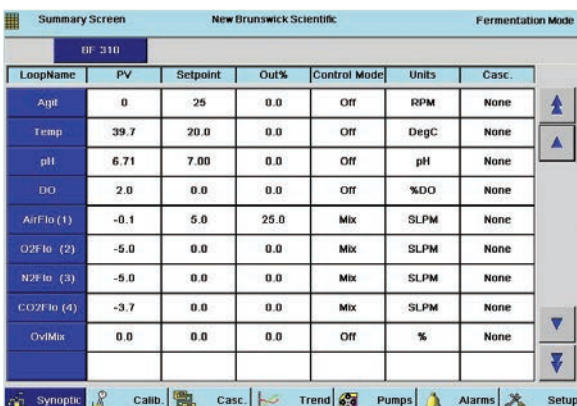 Summary Screen New Brunswick Scientific Fermentation Mode
BF 310
LoopName PV Setpoint Out% Control Mode Units Casc.
Agit 0 25 0.0 Off RPM None
Temp 39.7 20.0 0.0 Off DegC None
pH 6.71 7.00 0.0 Off pH None
DO 2.0 0.0 0.0 Off %DO None
AirFlo (1) -0.1 5.0 25.0 Mix SLPM None
O2Flo (2) -5.0 0.0 0.0 Mix SLPM None
N2Flo (3) -5.0 0.0 0.0 Mix SLPM None
CO2Flo (4) -3.7 0.0 0.0 Mix SLPM None
OvlMix 0.0 0.0 0.0 Off % None
Synoptic Calib. Casc. Trend Pumps Alarms Setup